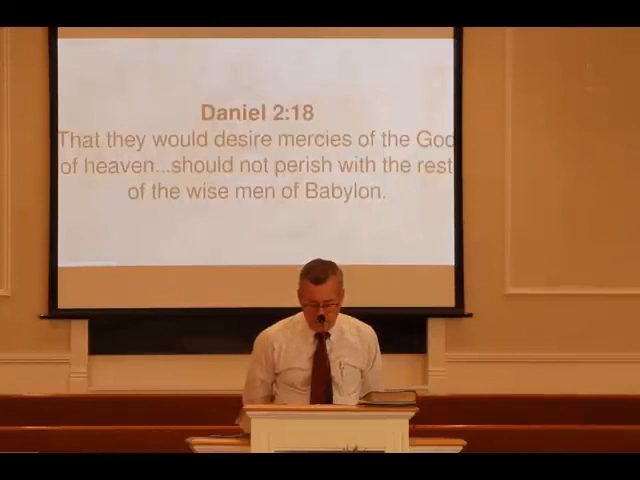 Daniel 2:18
That they would desire mercies of the God
of heaven...should not perish with the rest
of the wise men of Babylon.